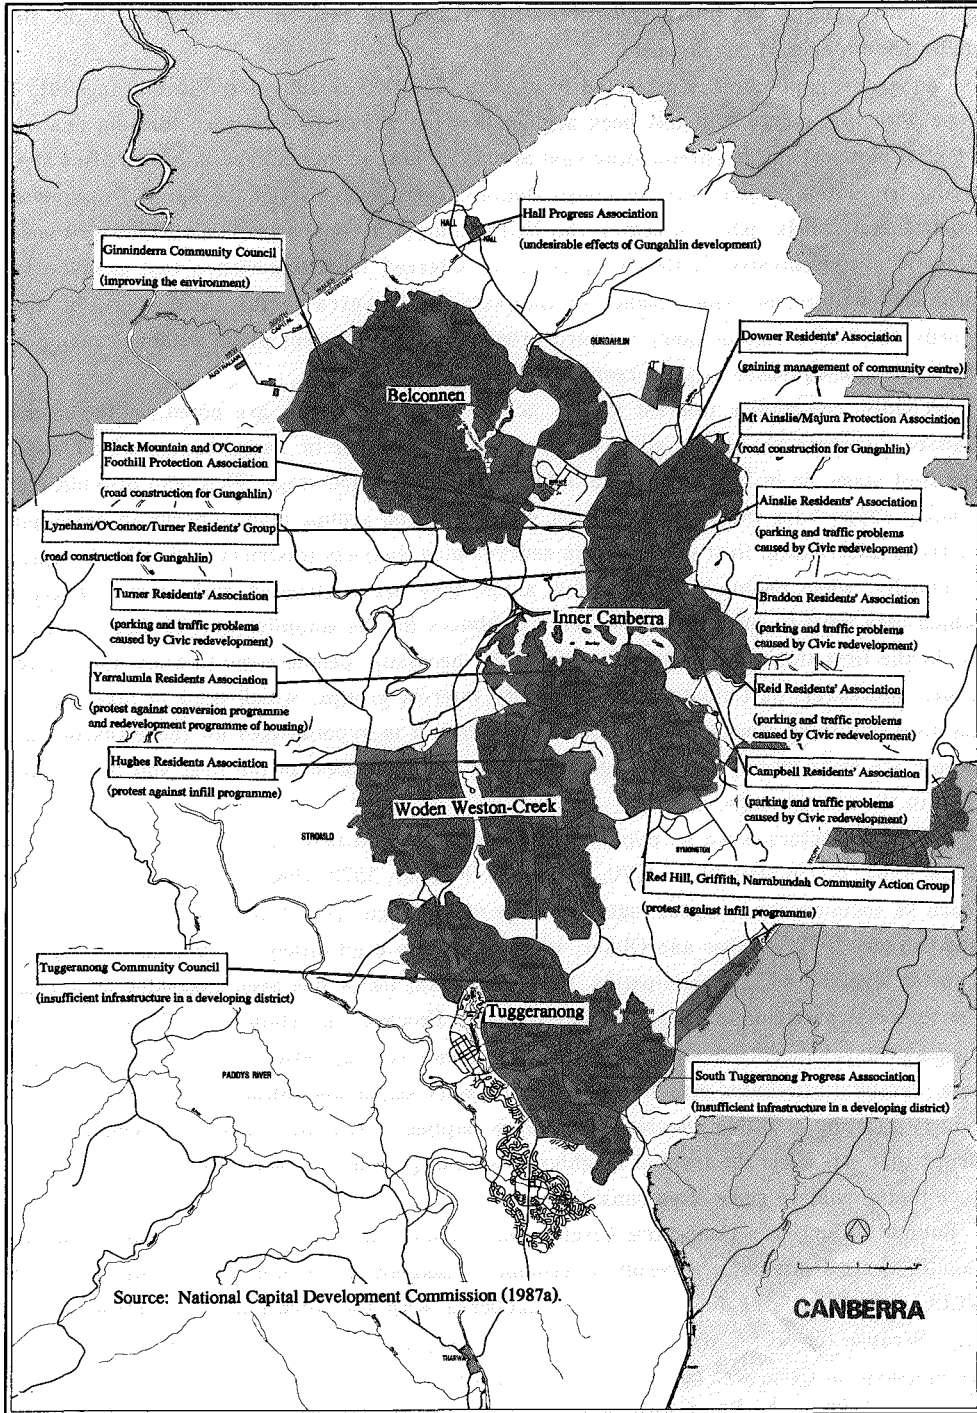 Hall Progress Association
(undesirable effects of Gungahlin development)
HALL
HALL
Ginninderra Community Council
(improving the environment)
GUNGAHLIN
Downer Residents' Association
(gaining management of community centre)
Belconnen
Mt Ainslie/Majura Protection Association
(road construction for Gungahlin)
Black Mountain and O'Connor
Foothill Protection Association
(road construction for Gungahlin)
BRUCE
Ainslie Residents' Association
(parking and traffic problems
caused by Civic redevelopment)
Lyneham/O'Connor/Turner Residents' Group
(road construction for Gungahlin)
Turner Residents' Association
(parking and traffic problems
caused by Civic redevelopment)
Braddon Residents' Association
(parking and traffic problems
caused by Civic redevelopment)
Inner Canberra
Yarralumla Residents Association
(protest against conversion programme
and redevelopment programme of housing)
Reid Residents' Association
(parking and traffic problems
caused by Civic redevelopment)
Hughes Residents Association
(protest against infill programme)
Campbell Residents' Association
(parking and traffic problems
caused by Civic redevelopment)
Woden Weston-Creek
STROMLO
SYMONSTON
Red Hill, Griffith, Narrabundah Community Action Group
(protest against infill programme)
Tuggeranong Community Council
(insufficient infrastructure in a developing district)
Tuggeranong
PADDYS RIVER
South Tuggeranong Progress Asssociation
(insufficient infrastructure in a developing district)
Source: National Capital Development Commission (1987a).
CANBERRA
THARWA